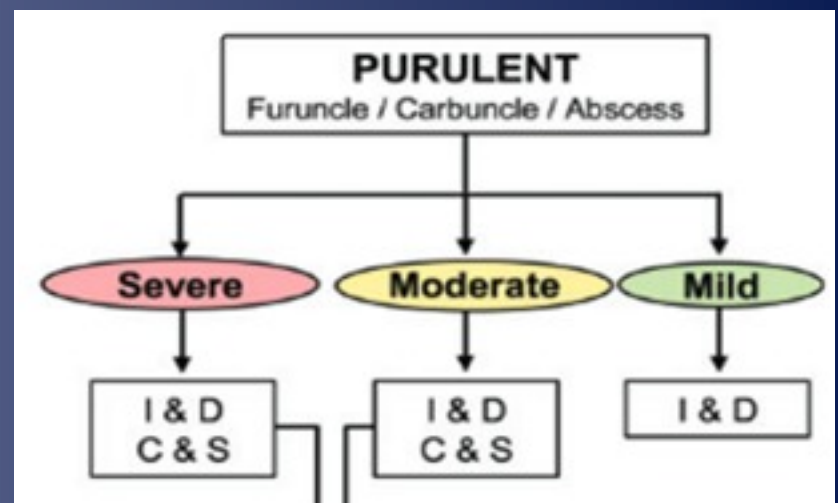 PURULENT
Furuncle / Carbuncle / Abscess
Severe
Moderate
Mild
I & D
C & S
I & D
C & S
I & D